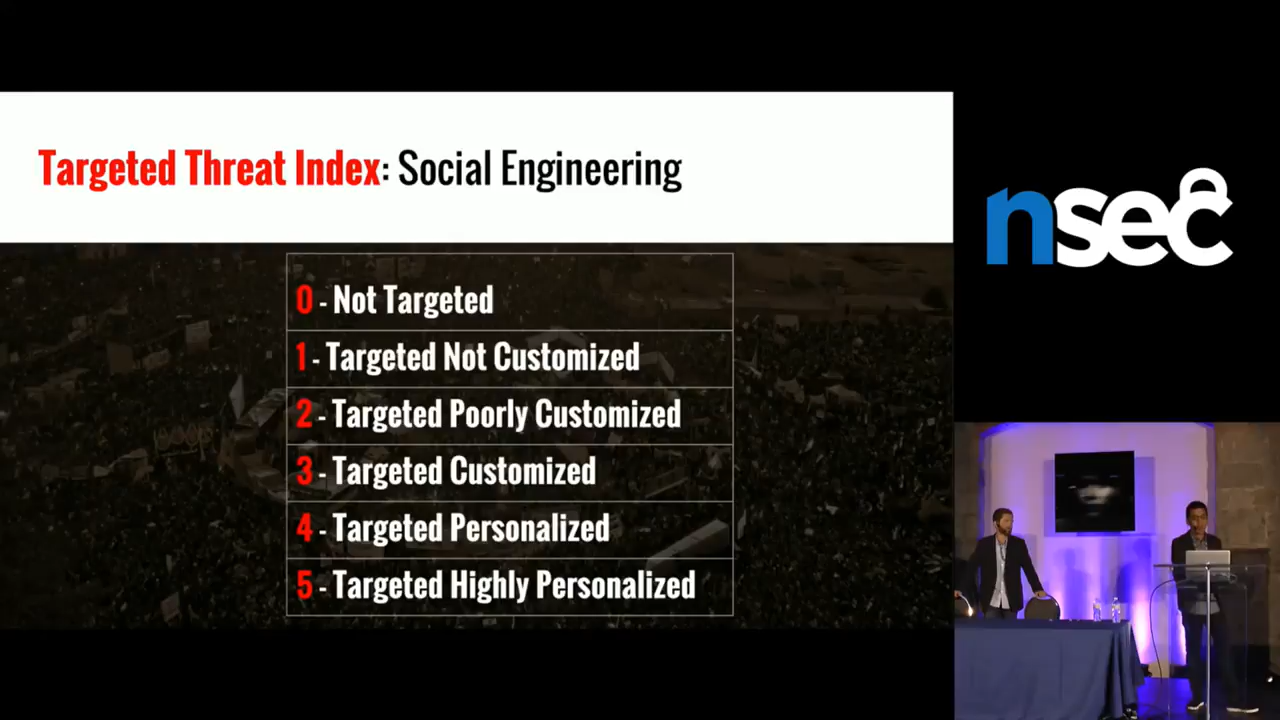 Targeted Threat Index: Social Engineering
0 - Not Targeted
1 - Targeted Not Customized
2 - Targeted Poorly Customized
3 - Targeted Customized
4 - Targeted Personalized
5 - Targeted Highly Personalized
nsec